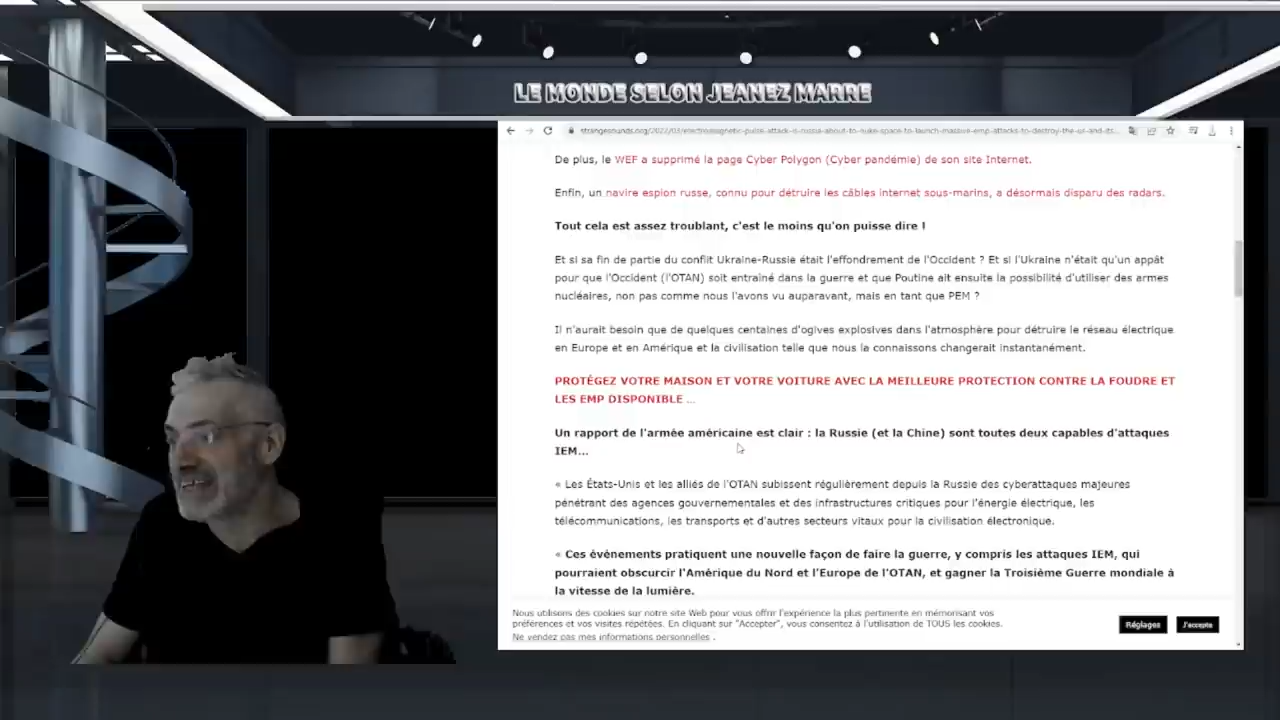 LE MONDE SELON JEANEZ MARRE
De plus, le WEF a supprimé la page Cyber Polygon (Cyber pandémie) de son site Internet.
Enfin, un navire espion russe, connu pour détruire les câbles internet sous-marins, a désormais disparu des radars.
Tout cela est assez troublant, c'est le moins qu'on puisse dire !
Et si sa fin de partie du conflit Ukraine-Russie était l'effondrement de l'Occident ? Et si l'Ukraine n'était qu'un appât
pour que l'Occident (l'OTAN) soit entraîné dans la guerre et que Poutine ait ensuite la possibilité d'utiliser des armes
nucléaires, non pas comme nous l'avons vu auparavant, mais en tant que PEM ?
Il n'aurait besoin que de quelques centaines d'ogives explosives dans l'atmosphère pour détruire le réseau électrique
en Europe et en Amérique et la civilisation telle que nous la connaissons changerait instantanément.
PROTÉGEZ VOTRE MAISON ET VOTRE VOITURE AVEC LA MEILLEURE PROTECTION CONTRE LA FOUDRE ET
LES EMP DISPONIBLE ...
Un rapport de l'armée américaine est clair : la Russie (et la Chine) sont toutes deux capables d'attaques
IEM...
« Les États-Unis et les alliés de l'OTAN subissent régulièrement depuis la Russie des cyberattaques majeures
pénétrant des agences gouvernementales et des infrastructures critiques pour l'énergie électrique, les
télécommunications, les transports et d'autres secteurs vitaux pour la civilisation électronique.
« Ces événements pratiquent une nouvelle façon de faire la guerre, y compris les attaques IEM, qui
pourraient obscurcir l'Amérique du Nord et l'Europe de l'OTAN, et gagner la Troisième Guerre mondiale à
la vitesse de la lumière.
Nous utilisons des cookies sur notre site Web pour vous offrir l'expérience la plus pertinente en mémorisant vos
préférences et vos visites répétées. En cliquant sur "Accepter", vous consentez à l'utilisation de TOUS les cookies.
Ne vendez pas mes informations personnelles .
Réglages
J'accepte